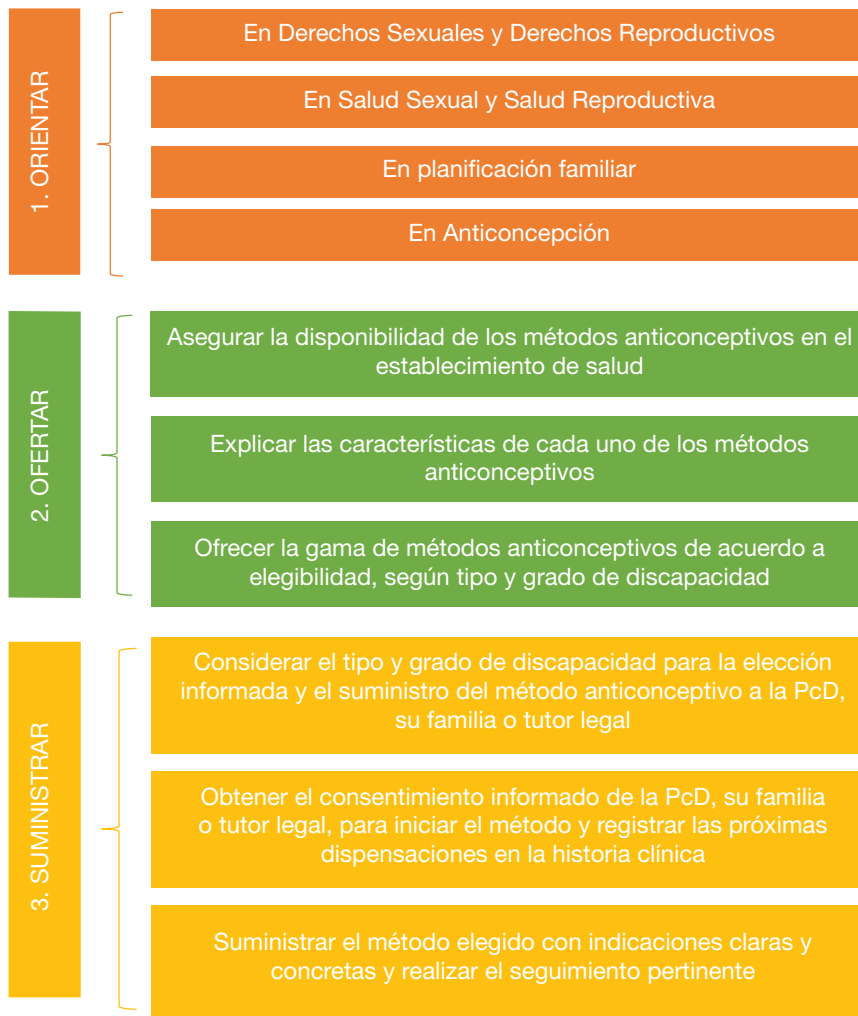 1. ORIENTAR
En Derechos Sexuales y Derechos Reproductivos
En Salud Sexual y Salud Reproductiva
En planificación familiar
En Anticoncepción
2. OFERTAR
Asegurar la disponibilidad de los métodos anticonceptivos en el
establecimiento de salud
Explicar las características de cada uno de los métodos
anticonceptivos
Ofrecer la gama de métodos anticonceptivos de acuerdo a
elegibilidad, según tipo y grado de discapacidad
3. SUMINISTRAR
Considerar el tipo y grado de discapacidad para la elección
informada y el suministro del método anticonceptivo a la PcD,
su familia o tutor legal
Obtener el consentimiento informado de la PcD, su familia
o tutor legal, para iniciar el método y registrar las próximas
dispensaciones en la historia clínica
Suministrar el método elegido con indicaciones claras y
concretas y realizar el seguimiento pertinente